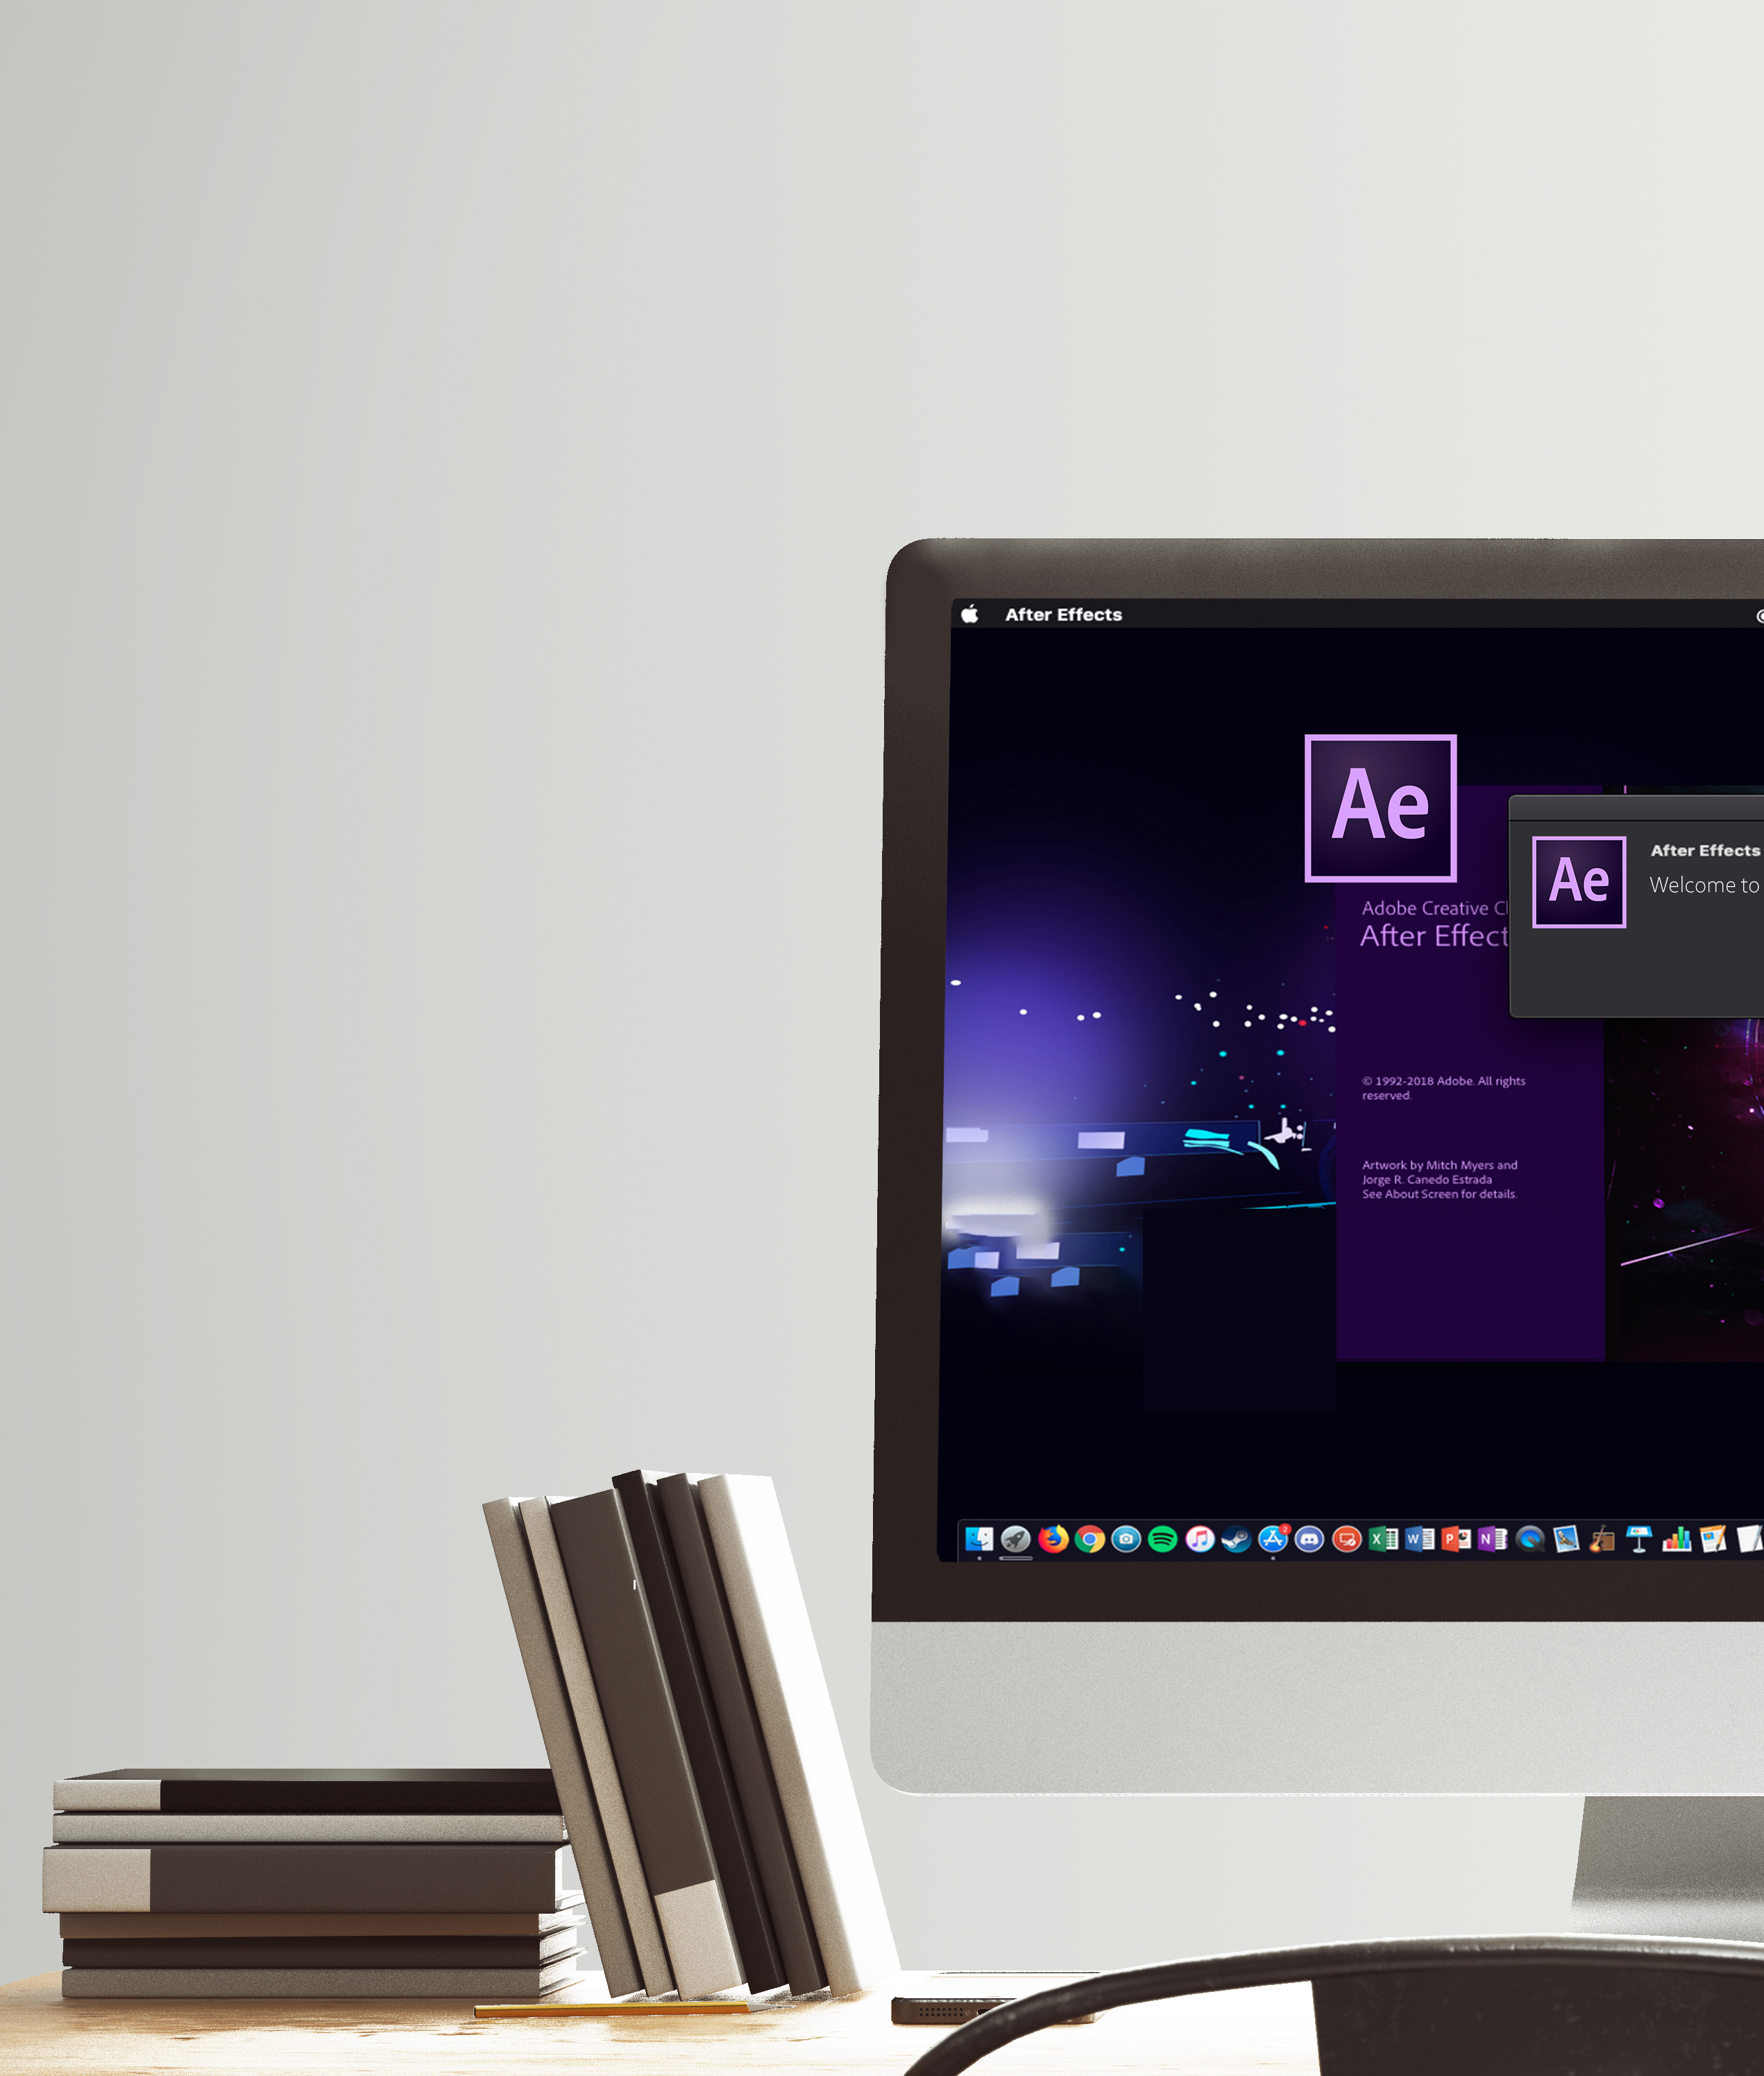 After Effects
Ae
Adobe Creative
After Effect
© 1992-2018 Adobe. All rights
reserved.
Artwork by Mitch Myers and
Jorge R. Canedo Estrada
See About Screen for details.
Ae
After Effects
Welcome to
2
X
W
P
N